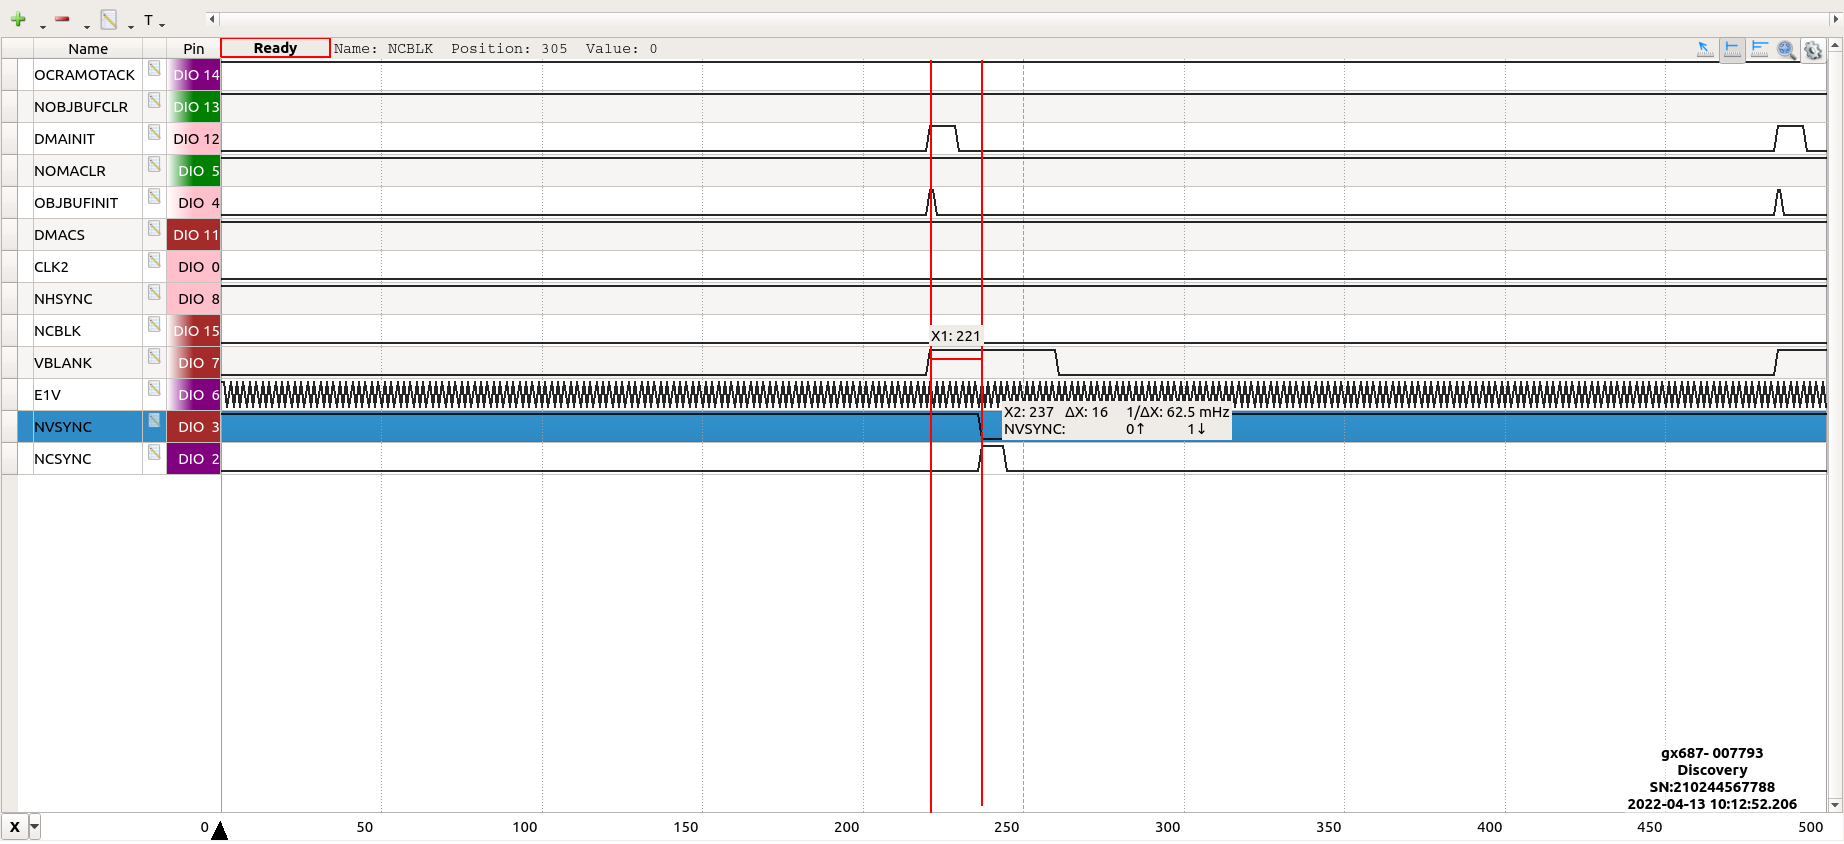 T
Name Pin Ready Name: NCBLK Position: 305 Value: 0
OCRAMOTACK DIO 14
NOBJBUFCLR DIO 13
DMAINIT DIO 12
NOMACLR DIO 5
OBJBUFINIT DIO 4
DMACS DIO 11
CLK2 DIO 0
NHSYNC DIO 8
NCBLK DIO 15
X1: 221
VBLANK DIO 7
E1V DIO 6
X2: 237 ΔX: 16 1/ΔX: 62.5 mHz
NVSYNC DIO 3
NVSYNC: 0↑ 1↓
NCSYNC DIO 2
gx687- 007793
Discovery
SN:210244567788
2022-04-13 10:12:52.206
X 0 50 100 150 200 250 300 350 400 450 500